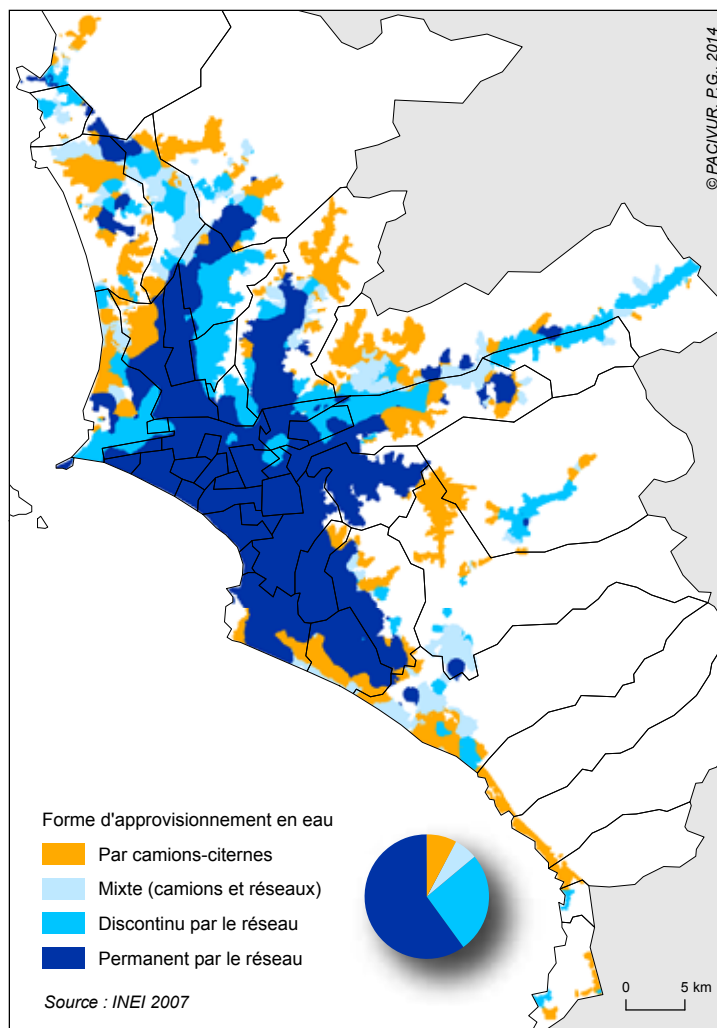 © PACIVUR, P.G., 2014
Forme d'approvisionnement en eau
Par camions-citernes
Mixte (camions et réseaux)
Discontinu par le réseau
Permanent par le réseau
Source : INEI 2007
0 5 km